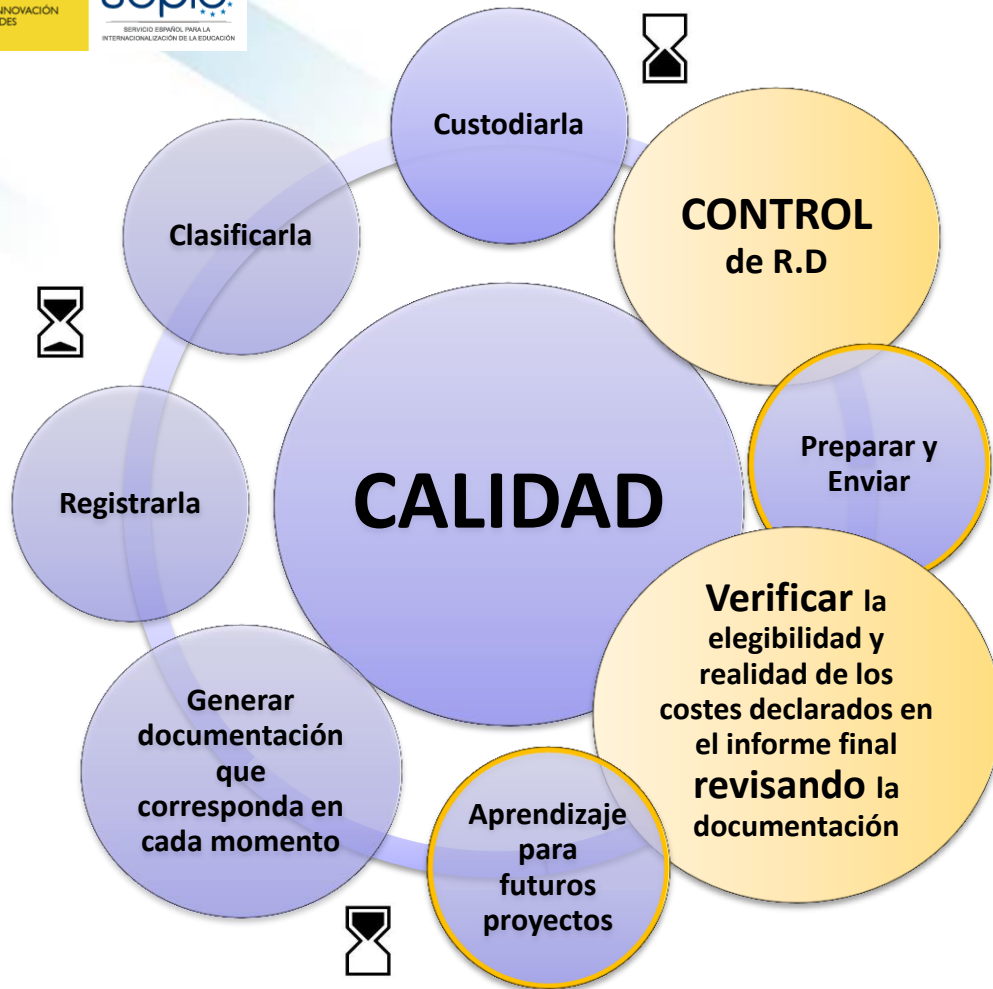 INNOVACIÓN
DES
sepie
SERVICIO ESPAÑOL PARA LA
INTERNACIONALIZACIÓN DE LA EDUCACIÓN
Custodiarla
CONTROL
de R.D
Clasificarla
Preparar y
Enviar
Registrarla
CALIDAD
Verificar la
elegibilidad y
realidad de los
costes declarados en
el informe final
revisando la
documentación
Generar
documentación
que
corresponda en
cada momento
Aprendizaje
para
futuros
proyectos